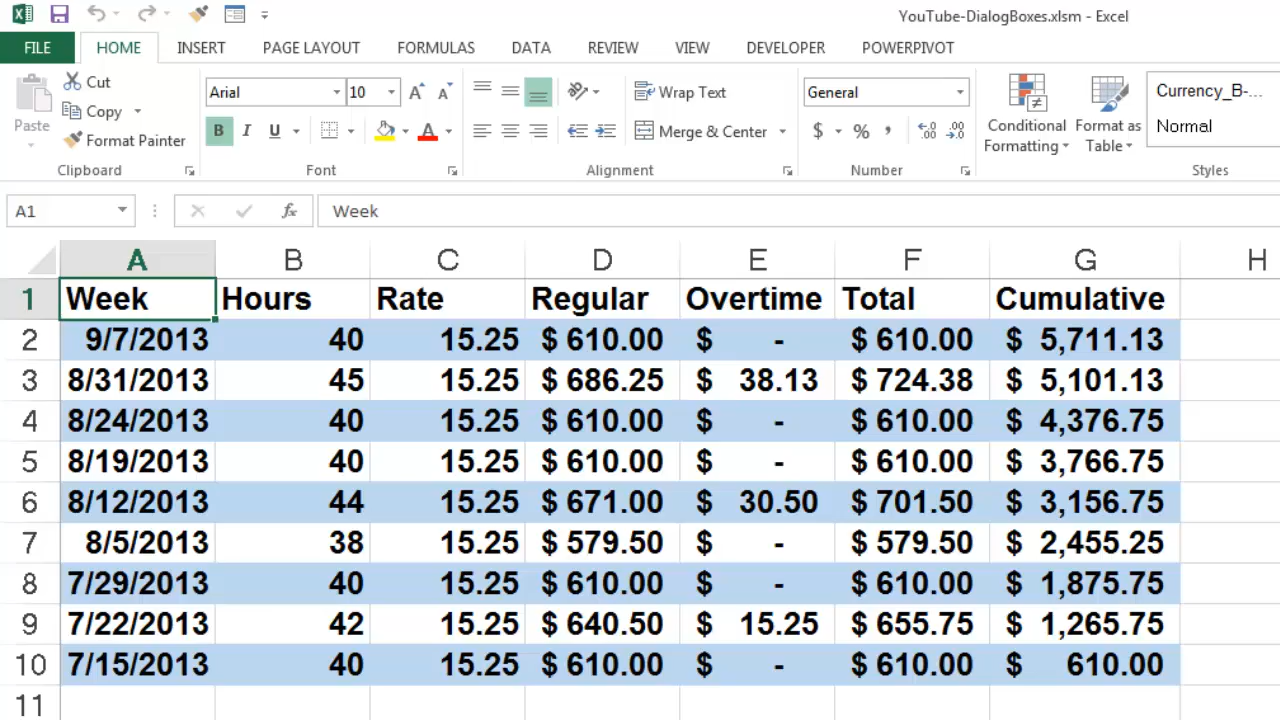 YouTube-DialogBoxes.xlsm - Excel
FILE HOME INSERT PAGE LAYOUT FORMULAS DATA REVIEW VIEW DEVELOPER POWERPIVOT
Paste
Cut
Copy
Format Painter
Clipboard
Arial 10
B I U A
Font
Wrap Text
Merge & Center
Alignment
General
$ % ,
Number
Conditional Formatting
Format as Table
Currency_B-...
Normal
Styles
A1 fx Week
A B C D E F G H
1 Week Hours Rate Regular Overtime Total Cumulative
2 9/7/2013 40 15.25 $ 610.00 $ - $ 610.00 $ 5,711.13
3 8/31/2013 45 15.25 $ 686.25 $ 38.13 $ 724.38 $ 5,101.13
4 8/24/2013 40 15.25 $ 610.00 $ - $ 610.00 $ 4,376.75
5 8/19/2013 40 15.25 $ 610.00 $ - $ 610.00 $ 3,766.75
6 8/12/2013 44 15.25 $ 671.00 $ 30.50 $ 701.50 $ 3,156.75
7 8/5/2013 38 15.25 $ 579.50 $ - $ 579.50 $ 2,455.25
8 7/29/2013 40 15.25 $ 610.00 $ - $ 610.00 $ 1,875.75
9 7/22/2013 42 15.25 $ 640.50 $ 15.25 $ 655.75 $ 1,265.75
10 7/15/2013 40 15.25 $ 610.00 $ - $ 610.00 $ 610.00
11